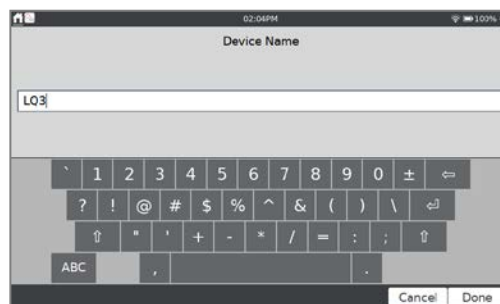 02:04PM 100%
Device Name
LQ3
` 1 2 3 4 5 6 7 8 9 0 ± ⇦
? ! @ # $ % ^ & ( ) \ ⏎
⇧ " ' + - * / = : ; ⇧
ABC , .
Cancel Done